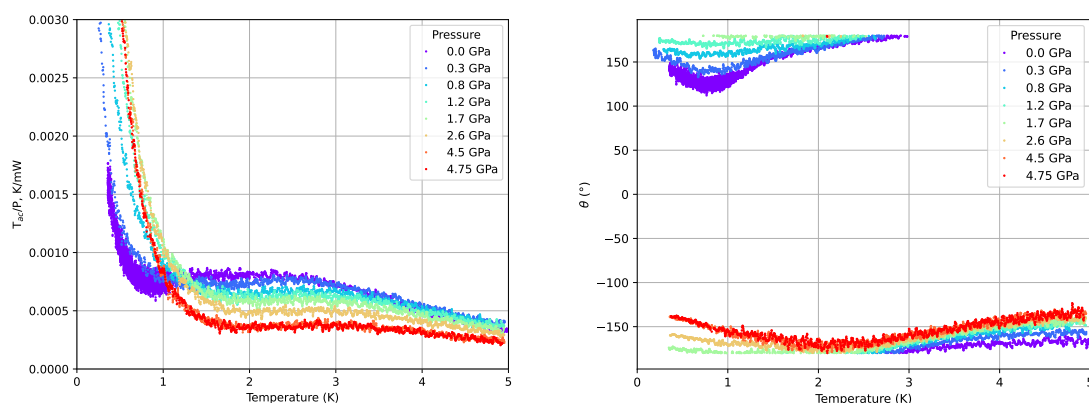 0.003
0.0025
0.0020
0.0015
0.0010
0.0005
0.0000
T_ac/P, K/mW
0
1
2
3
4
5
Temperature (K)
Pressure
0.0 GPa
0.3 GPa
0.8 GPa
1.2 GPa
1.7 GPa
2.6 GPa
4.5 GPa
4.75 GPa
150
100
50
0
−50
−100
−150
θ (°)
0
1
2
3
4
5
Temperature (K)
Pressure
0.0 GPa
0.3 GPa
0.8 GPa
1.2 GPa
1.7 GPa
2.6 GPa
4.5 GPa
4.75 GPa